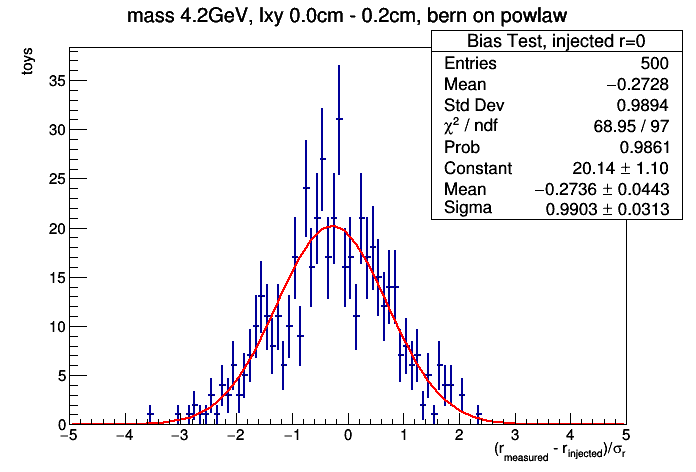 mass 4.2GeV, lxy 0.0cm - 0.2cm, bern on powlaw
toys
Bias Test, injected r=0
Entries 500
Mean −0.2728
Std Dev 0.9894
χ² / ndf 68.95 / 97
Prob 0.9861
Constant 20.14 ± 1.10
Mean −0.2736 ± 0.0443
Sigma 0.9903 ± 0.0313
35
30
25
20
15
10
5
0
−5 −4 −3 −2 −1 0 1 2 3 4 5
(r_measured - r_injected)/σ_r